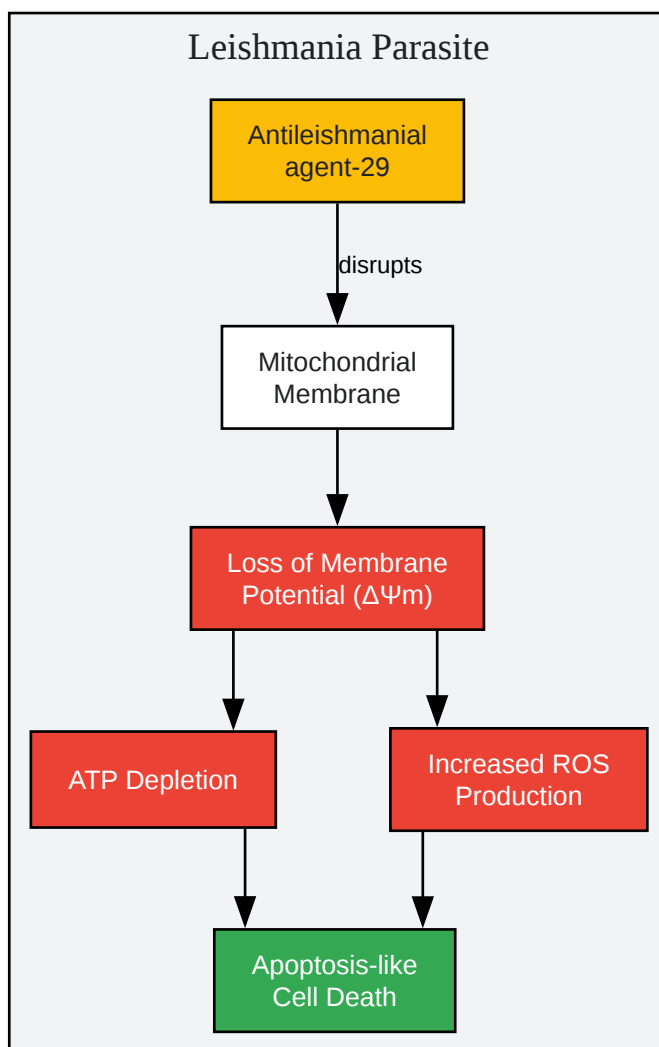 Leishmania Parasite
Antileishmanial
agent-29
disrupts
Mitochondrial
Membrane
Loss of Membrane
Potential (ΔΨm)
ATP Depletion
Increased ROS
Production
Apoptosis-like
Cell Death